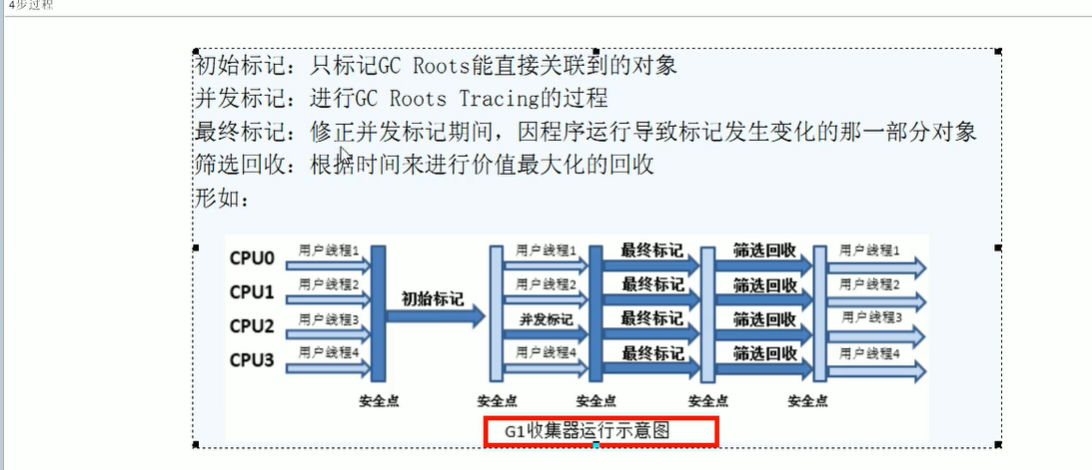 4步过程
初始标记：只标记GC Roots能直接关联到的对象
并发标记：进行GC Roots Tracing的过程
最终标记：修正并发标记期间，因程序运行导致标记发生变化的那一部分对象
筛选回收：根据时间来进行价值最大化的回收
形如：
CPU0 用户线程1 用户线程1 最终标记 筛选回收 用户线程1
CPU1 用户线程2 用户线程2 最终标记 筛选回收 用户线程2
初始标记
CPU2 用户线程3 并发标记 最终标记 筛选回收 用户线程3
CPU3 用户线程4 用户线程4 最终标记 筛选回收 用户线程4
安全点 安全点 安全点 安全点 安全点
G1收集器运行示意图